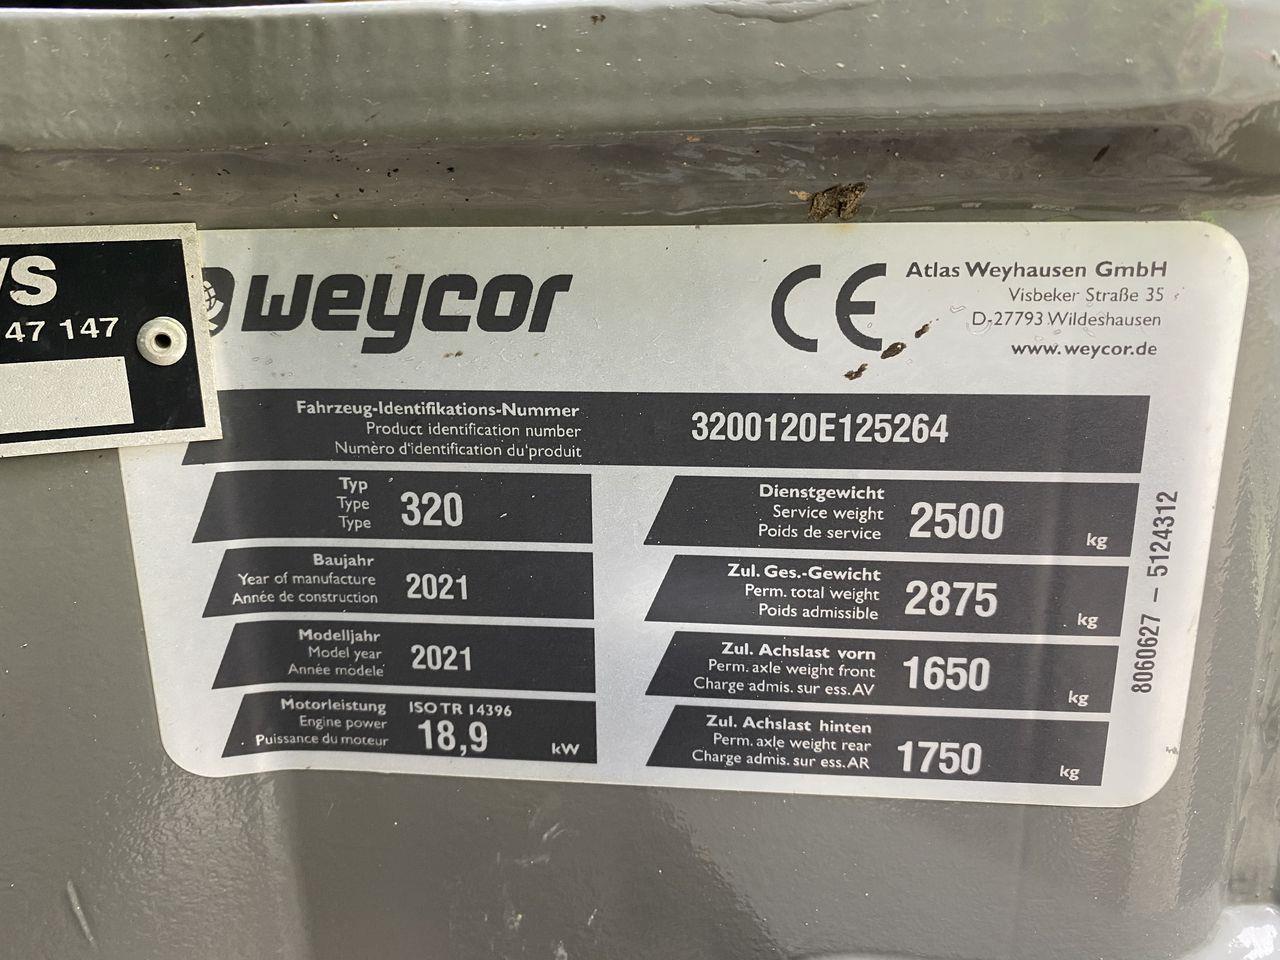 47 147
weycor
CE
Atlas Weyhausen GmbH
Visbeker Straße 35
D-27793 Wildeshausen
www.weycor.de
Fahrzeug-Identifikations-Nummer
Product identification number
Numèro d'identification du produit
3200120E125264
Typ
Type
Type
320
Baujahr
Year of manufacture
Année de construction
2021
Modelljahr
Model year
Année modèle
2021
Motorleistung
Engine power
Puissance du moteur
ISO TR 14396
18,9
kW
Dienstgewicht
Service weight
Poids de service
2500
kg
Zul. Ges.-Gewicht
Perm. total weight
Poids admissible
2875
kg
Zul. Achslast vorn
Perm. axle weight front
Charge admis. sur ess. AV
1650
kg
Zul. Achslast hinten
Perm. axle weight rear
Charge admis. sur ess. AR
1750
kg
8060627 – 5124312